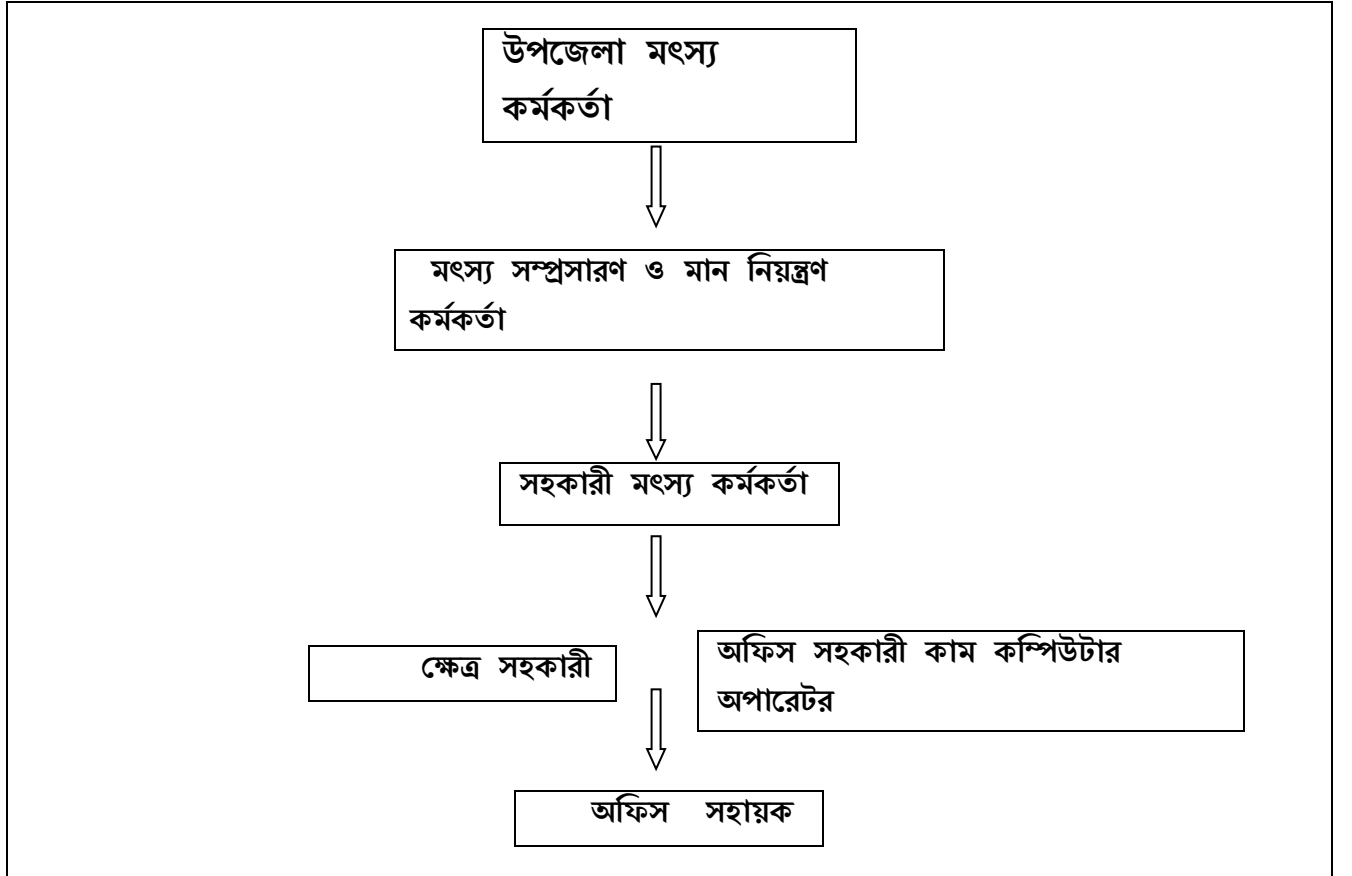 উপজেলা মৎস্য
কর্মকর্তা
মৎস্য সম্প্রসারণ ও মান নিয়ন্ত্রণ
কর্মকর্তা
সহকারী মৎস্য কর্মকর্তা
ক্ষেত্র সহকারী
অফিস সহকারী কাম কম্পিউটার
অপারেটর
অফিস সহায়ক